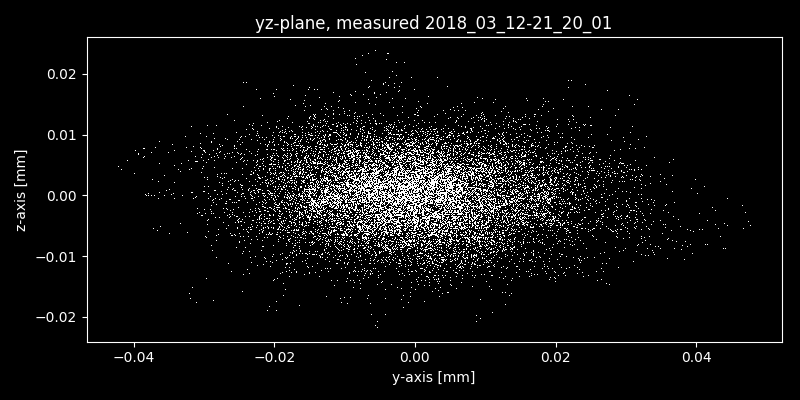 yz-plane, measured 2018_03_12-21_20_01
0.02
0.01
0.00
−0.01
−0.02
z-axis [mm]
−0.04 −0.02 0.00 0.02 0.04
y-axis [mm]